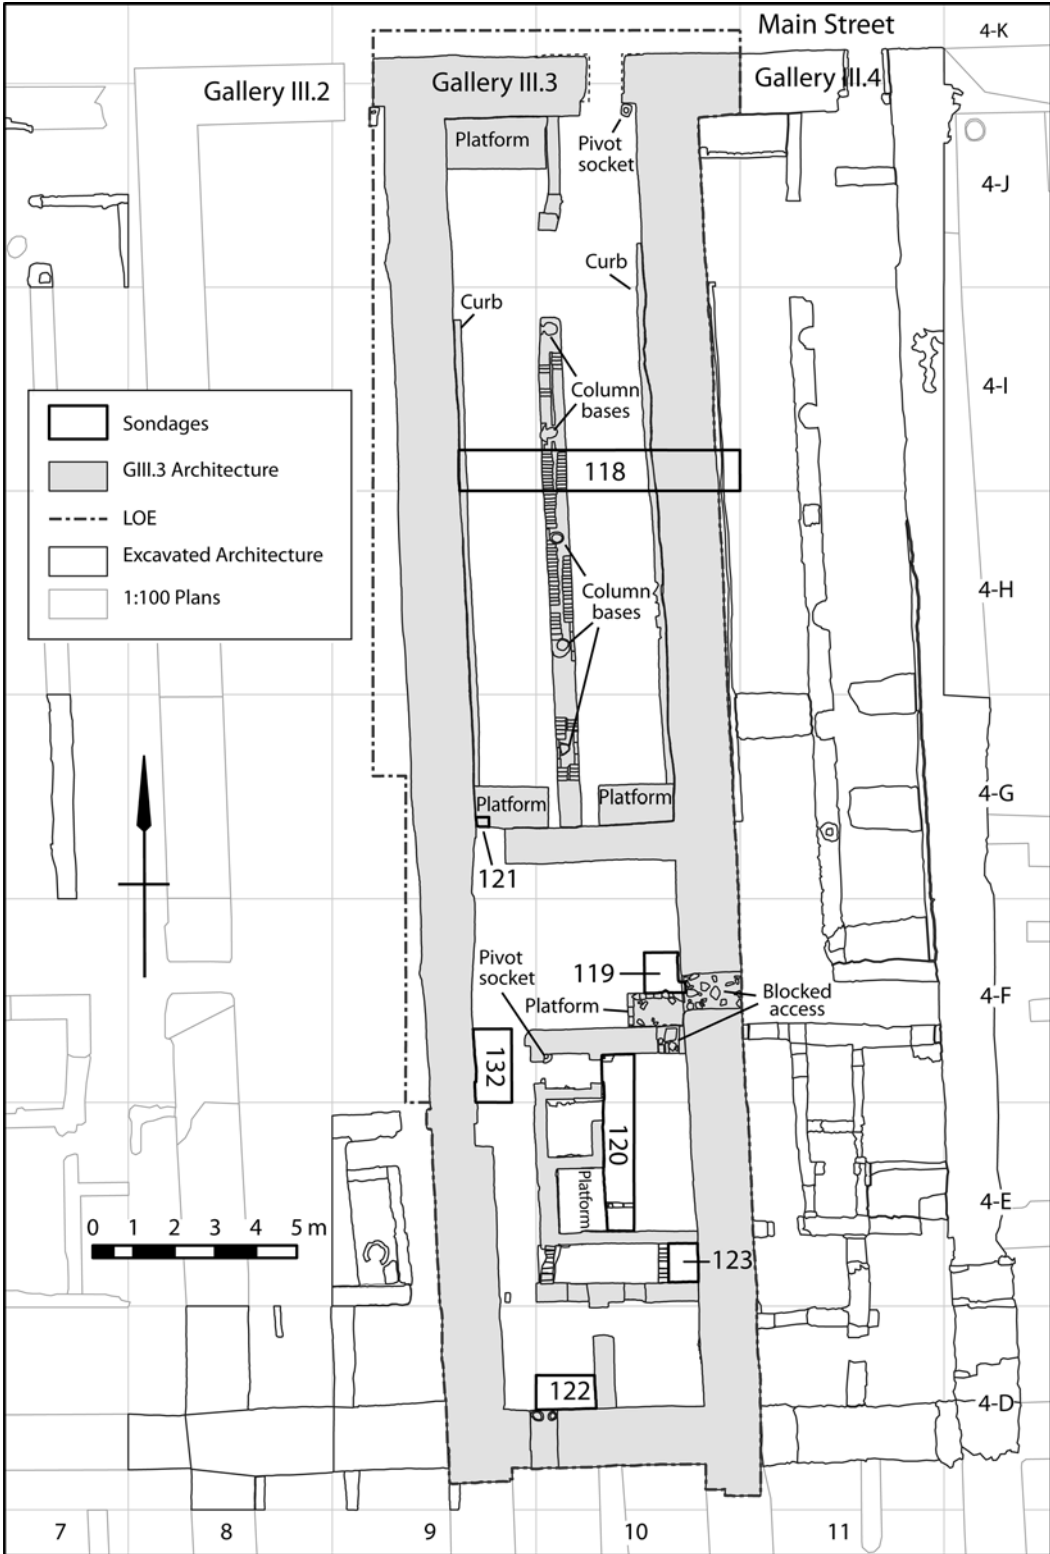 Main Street
4-K
Gallery III.2
Gallery III.3
Gallery III.4
Platform
Pivot
socket
4-J
Curb
Curb
Column
bases
4-I
Sondages
GIII.3 Architecture
LOE
Excavated Architecture
1:100 Plans
118
Column
bases
4-H
Platform
Platform
4-G
121
Pivot
socket
119
Platform
Blocked
access
4-F
132
120
Platform
4-E
0 1 2 3 4 5 m
123
122
4-D
7 8 9 10 11